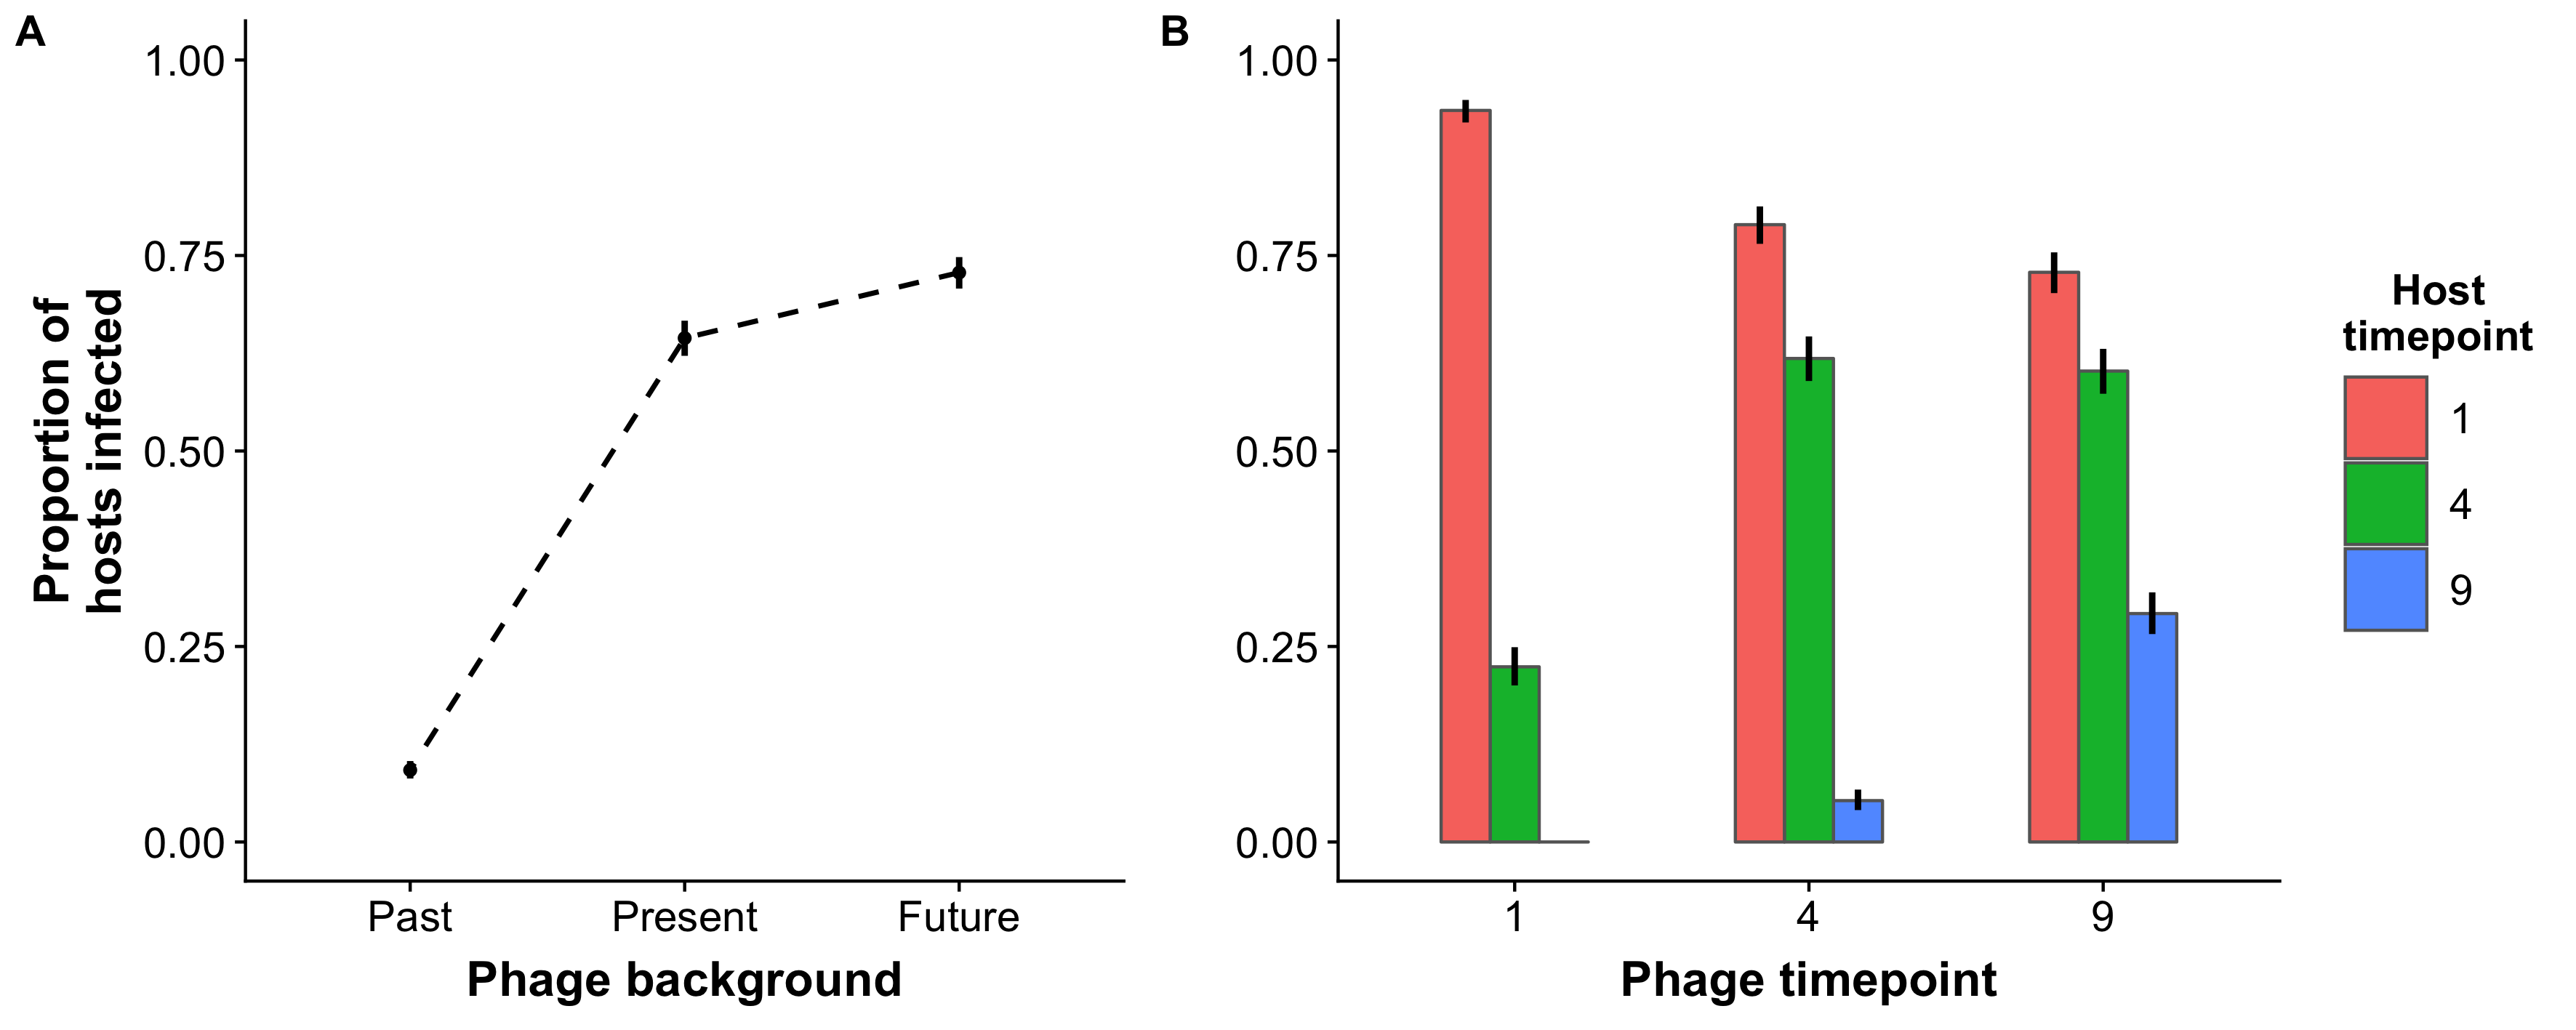 A
1.00
0.75
0.50
0.25
0.00
Proportion of
hosts infected
Past Present Future
Phage background
B
1.00
0.75
0.50
0.25
0.00
1 4 9
Phage timepoint
Host
timepoint
1
4
9